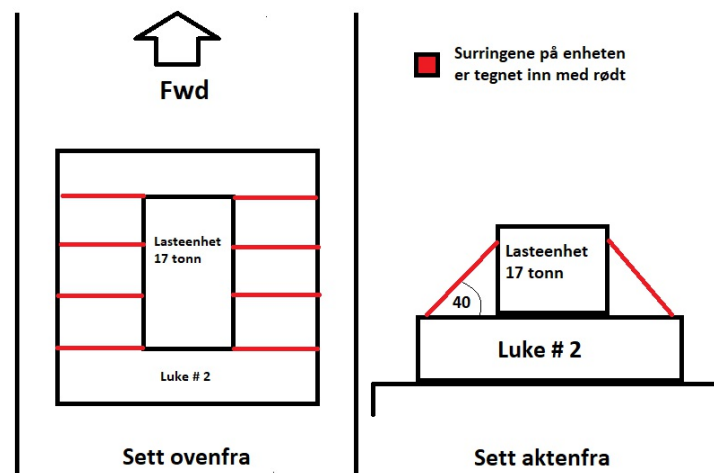 Fwd
Lasteenhet
17 tonn
Luke # 2
Sett ovenfra
Surringene på enheten
er tegnet inn med rødt
Lasteenhet
17 tonn
40
Luke # 2
Sett aktenfra